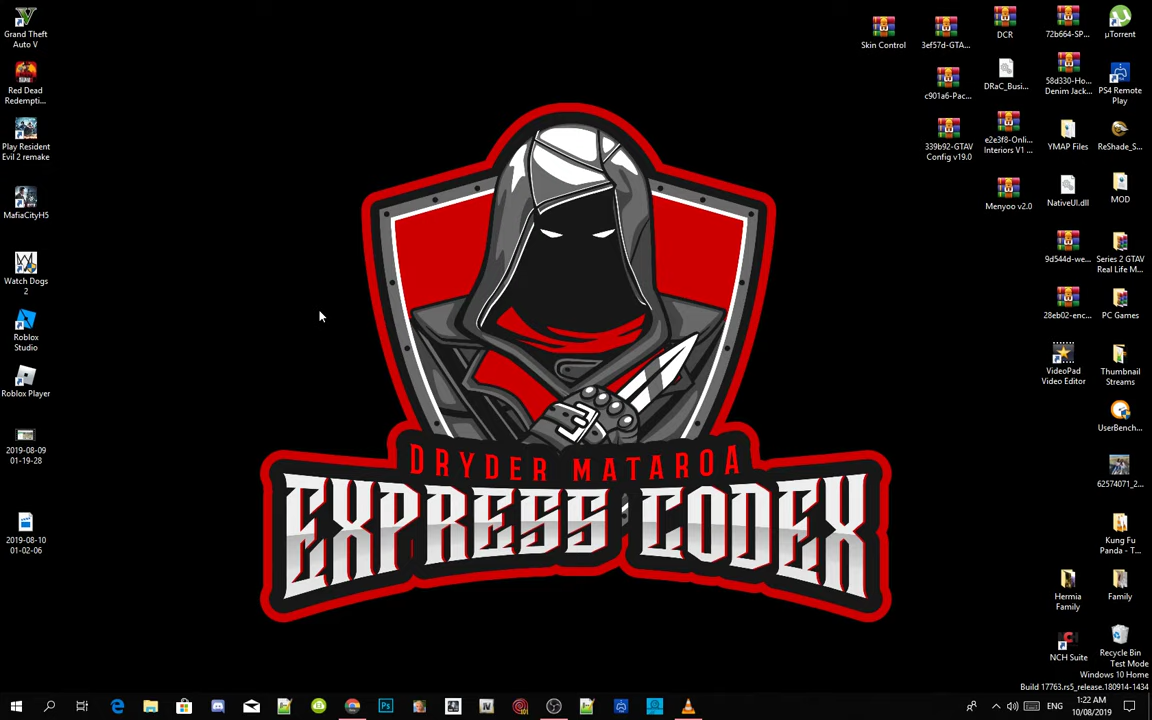 Grand Theft
Auto V
Red Dead
Redempti...
Play Resident
Evil 2 remake
MafiaCityH5
Watch Dogs
2
Roblox
Studio
Roblox Player
2019-08-09
01-19-28
2019-08-10
01-02-06
DRYDER MATAROA
EXPRESS CODEX
Skin Control
3ef57d-GTA...
DCR
72b664-SP...
µTorrent
c901a6-Pac...
DRaC_Busi...
58d330-Ho...
Denim Jack...
PS4 Remote
Play
339b92-GTAV
Config v19.0
e2e3f8-Onli...
Interiors V1 ...
YMAP Files
ReShade_S...
Menyoo v2.0
NativeUI.dll
MOD
9d544d-we...
Series 2 GTAV
Real Life M...
28eb02-enc...
PC Games
VideoPad
Video Editor
Thumbnail
Streams
UserBench...
62574071_2...
Kung Fu
Panda - T...
Hermia
Family
Family
NCH Suite
Recycle Bin
Test Mode
Windows 10 Home
Build 17763.rs5_release.180914-1434
ENG
1:22 AM
10/08/2019